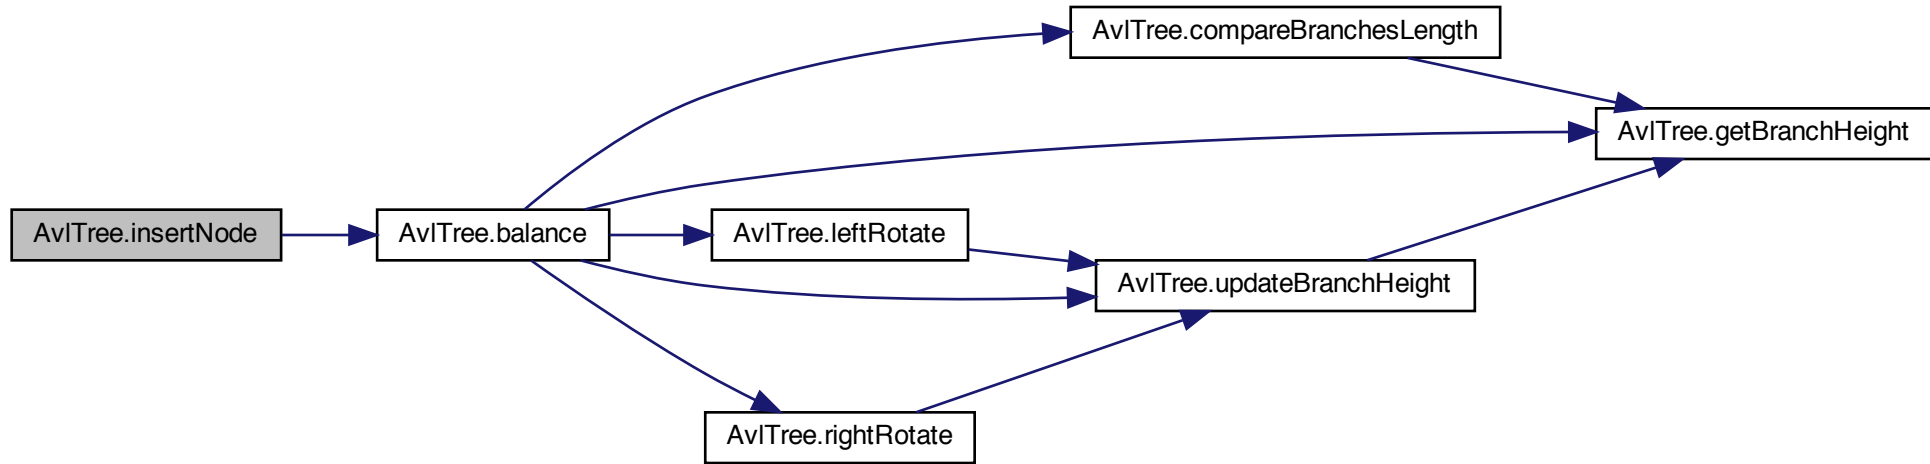 AvlTree.compareBranchesLength
AvlTree.getBranchHeight
AvlTree.insertNode
AvlTree.balance
AvlTree.leftRotate
AvlTree.updateBranchHeight
AvlTree.rightRotate